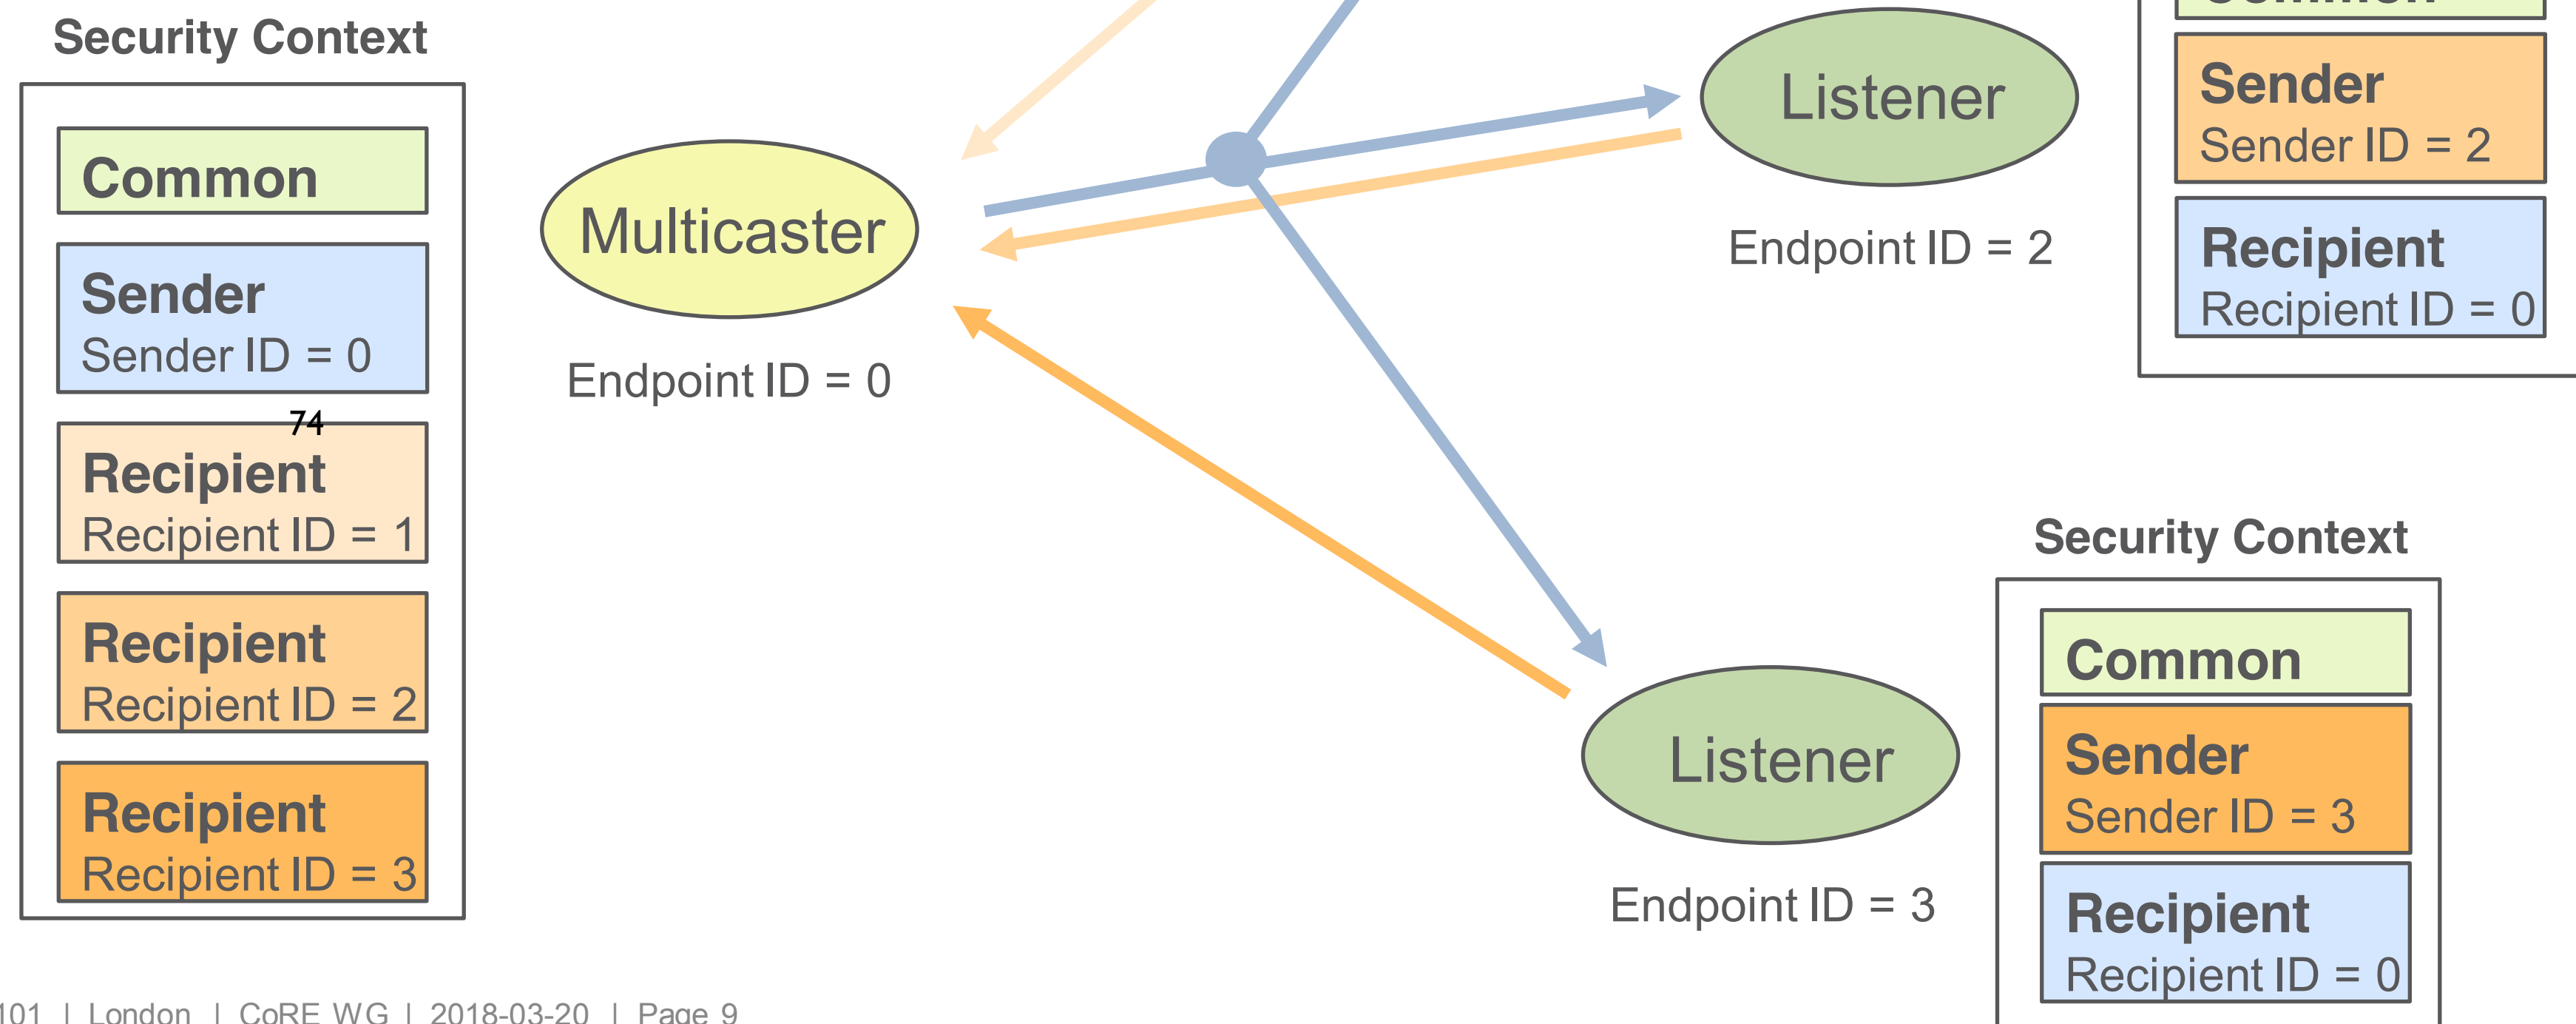 Security Context
Common
Sender
Sender ID = 0
74
Recipient
Recipient ID = 1
Recipient
Recipient ID = 2
Recipient
Recipient ID = 3
Multicaster
Endpoint ID = 0
Listener
Endpoint ID = 2
Common
Sender
Sender ID = 2
Recipient
Recipient ID = 0
Listener
Endpoint ID = 3
Security Context
Common
Sender
Sender ID = 3
Recipient
Recipient ID = 0
101 | London | CoRE WG | 2018-03-20 | Page 9